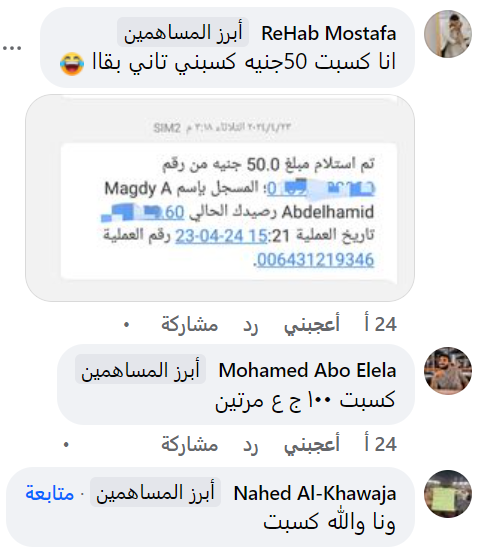 ReHab Mostafa أبرز المساهمين
انا كسبت 50جنيه كسبني تاني بقاا 😂
٢٠٢٤/٤/٢٣ الثلاثاء ٣:١٨ م SIM2
تم استلام مبلغ 50.0 جنيه من رقم
؛ المسجل بإسم Magdy A
Abdelhamid رصيدك الحالي 60.
تاريخ العملية 15:21 23-04-24 رقم العملية
006431219346.
24 أ أعجبني رد مشاركة
Mohamed Abo Elela أبرز المساهمين
كسبت ١٠٠ ج ع مرتين
24 أ أعجبني رد مشاركة
Nahed Al-Khawaja أبرز المساهمين · متابعة
ونا والله كسبت